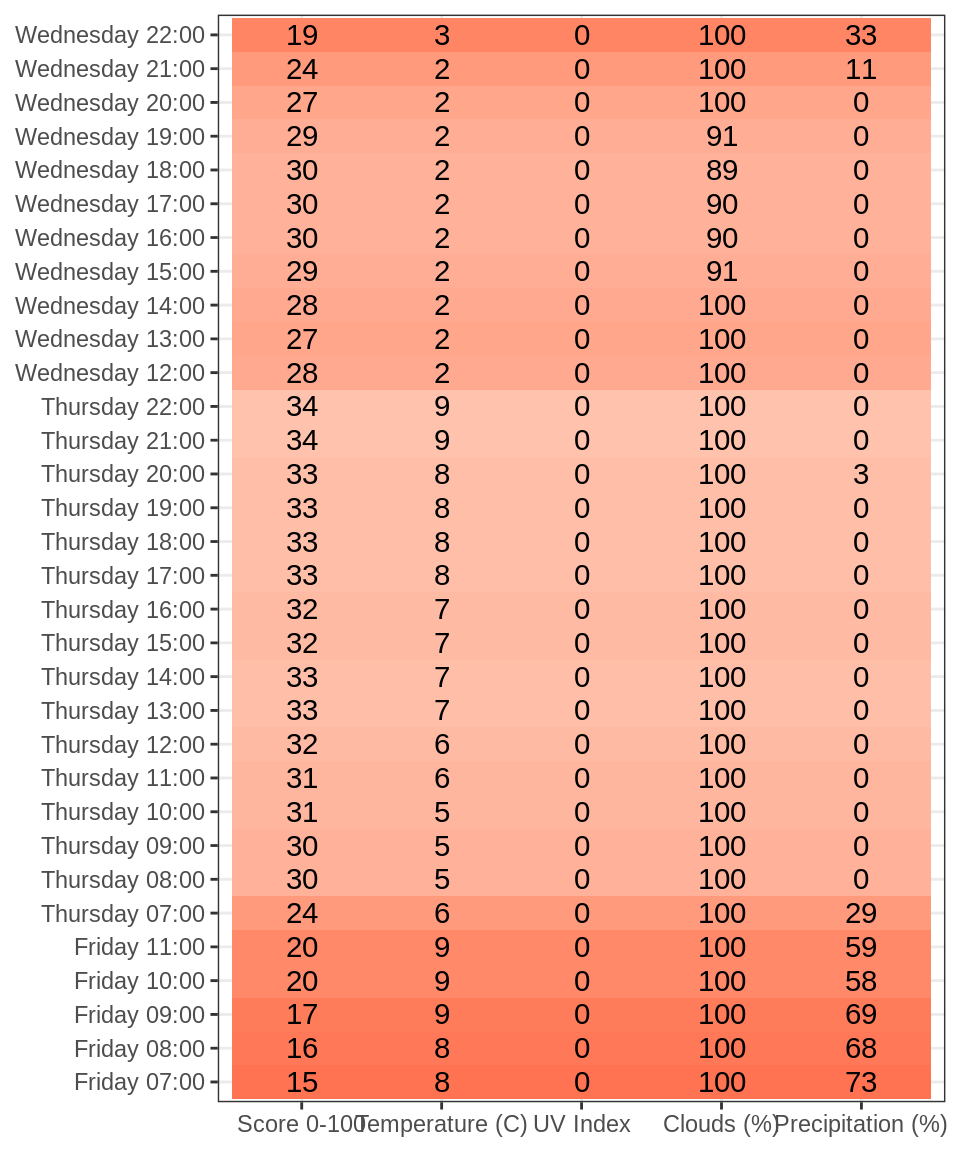 Wednesday 22:00 19 3 0 100 33
Wednesday 21:00 24 2 0 100 11
Wednesday 20:00 27 2 0 100 0
Wednesday 19:00 29 2 0 91 0
Wednesday 18:00 30 2 0 89 0
Wednesday 17:00 30 2 0 90 0
Wednesday 16:00 30 2 0 90 0
Wednesday 15:00 29 2 0 91 0
Wednesday 14:00 28 2 0 100 0
Wednesday 13:00 27 2 0 100 0
Wednesday 12:00 28 2 0 100 0
Thursday 22:00 34 9 0 100 0
Thursday 21:00 34 9 0 100 0
Thursday 20:00 33 8 0 100 3
Thursday 19:00 33 8 0 100 0
Thursday 18:00 33 8 0 100 0
Thursday 17:00 33 8 0 100 0
Thursday 16:00 32 7 0 100 0
Thursday 15:00 32 7 0 100 0
Thursday 14:00 33 7 0 100 0
Thursday 13:00 33 7 0 100 0
Thursday 12:00 32 6 0 100 0
Thursday 11:00 31 6 0 100 0
Thursday 10:00 31 5 0 100 0
Thursday 09:00 30 5 0 100 0
Thursday 08:00 30 5 0 100 0
Thursday 07:00 24 6 0 100 29
Friday 11:00 20 9 0 100 59
Friday 10:00 20 9 0 100 58
Friday 09:00 17 9 0 100 69
Friday 08:00 16 8 0 100 68
Friday 07:00 15 8 0 100 73
Score 0-100 Temperature (C) UV Index Clouds (%) Precipitation (%)